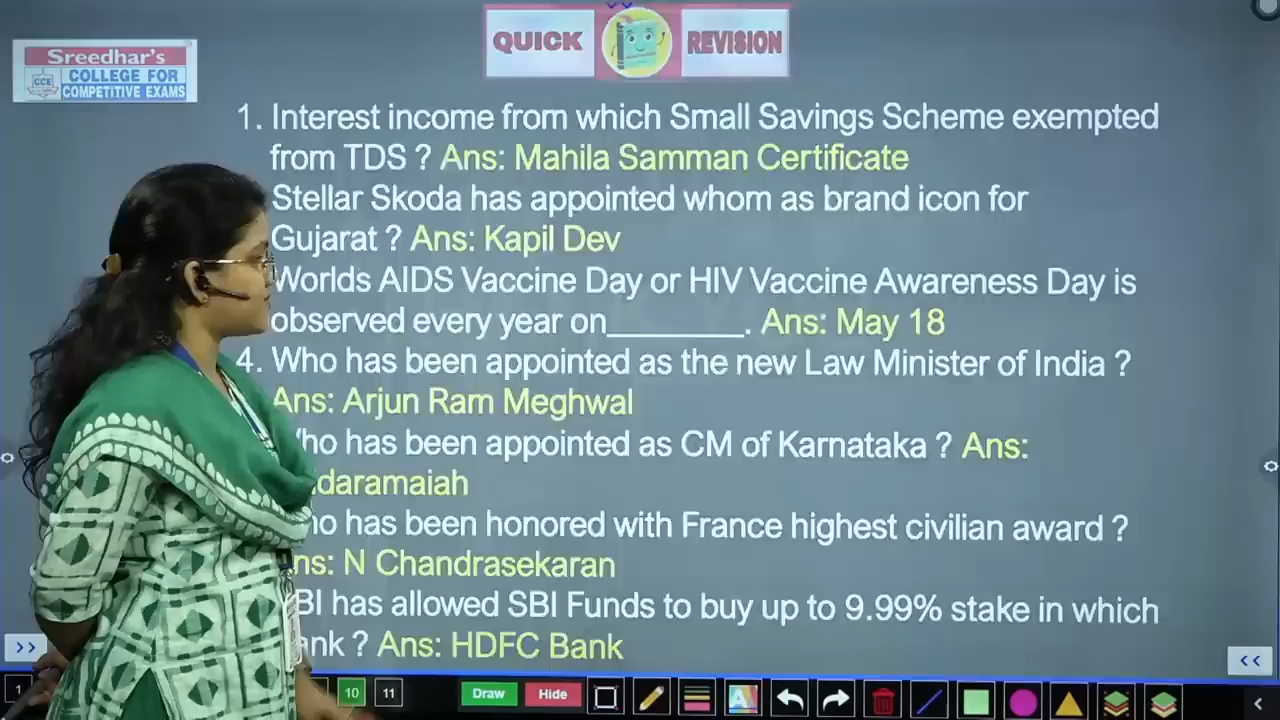 QUICK REVISION
Sreedhar's
CCE COLLEGE FOR
COMPETITIVE EXAMS
1. Interest income from which Small Savings Scheme exempted
from TDS ? Ans: Mahila Samman Certificate
Stellar Skoda has appointed whom as brand icon for
Gujarat ? Ans: Kapil Dev
Worlds AIDS Vaccine Day or HIV Vaccine Awareness Day is
observed every year on________. Ans: May 18
4. Who has been appointed as the new Law Minister of India ?
Ans: Arjun Ram Meghwal
ho has been appointed as CM of Karnataka ? Ans:
daramaiah
ho has been honored with France highest civilian award ?
ns: N Chandrasekaran
BI has allowed SBI Funds to buy up to 9.99% stake in which
ank ? Ans: HDFC Bank
1 10 11 Draw Hide